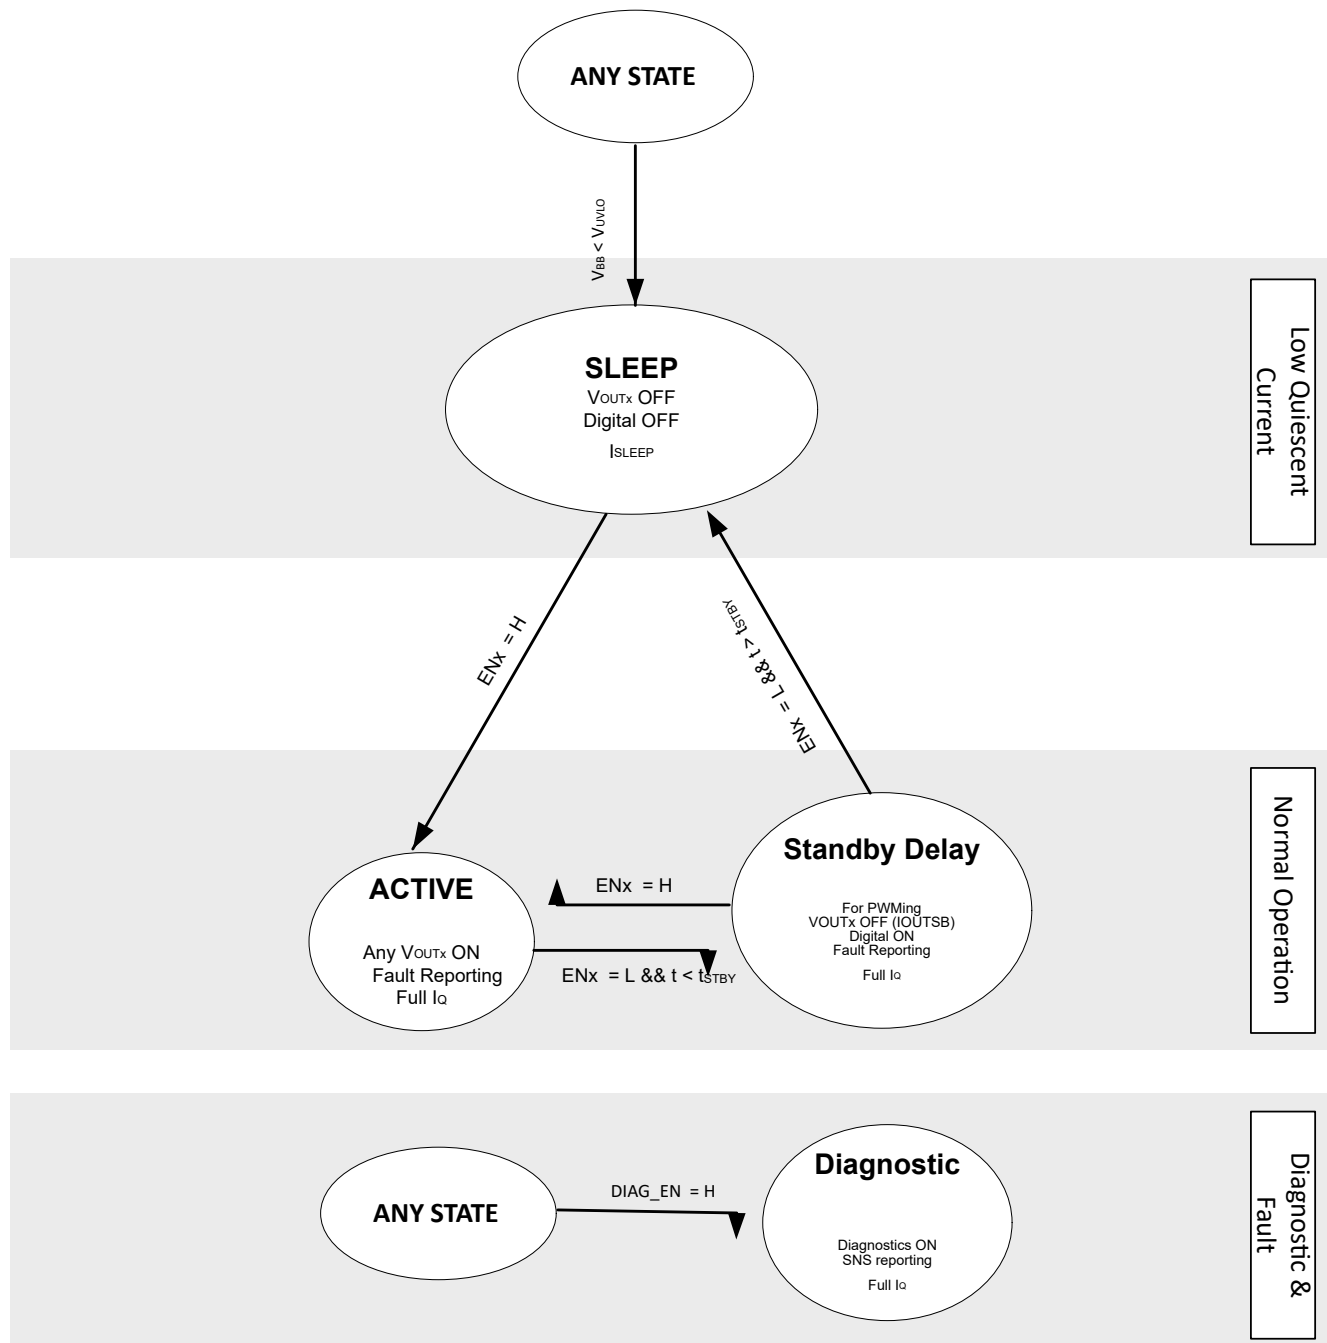 ANY STATE
VBB < VUVLO
SLEEP
VOUTx OFF
Digital OFF
ISLEEP
Low Quiescent
Current
ENx = H
ENx = L && t > tSTBY
ACTIVE
Any VOUTx ON
Fault Reporting
Full IQ
ENx = H
ENx = L && t < tSTBY
Standby Delay
For PWMing
VOUTx OFF (IOUTSB)
Digital ON
Fault Reporting
Full IQ
Normal Operation
ANY STATE
DIAG_EN = H
Diagnostic
Diagnostics ON
SNS reporting
Full IQ
Diagnostic &
Fault